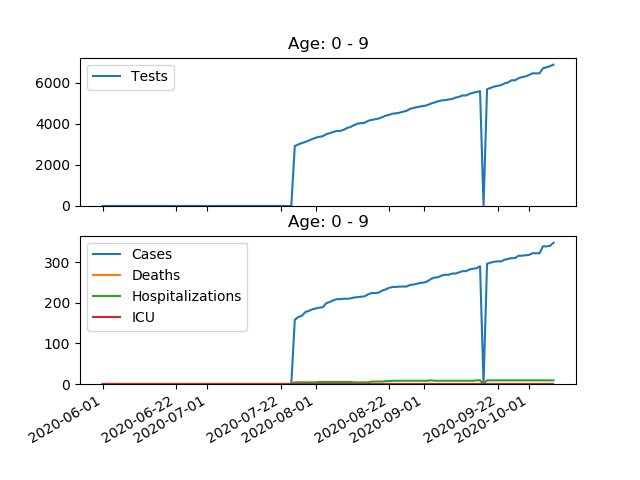 Age: 0 - 9
6000
4000
2000
0
Tests
Age: 0 - 9
300
200
100
0
Cases
Deaths
Hospitalizations
ICU
2020-06-01
2020-06-22
2020-07-01
2020-07-22
2020-08-01
2020-08-22
2020-09-01
2020-09-22
2020-10-01